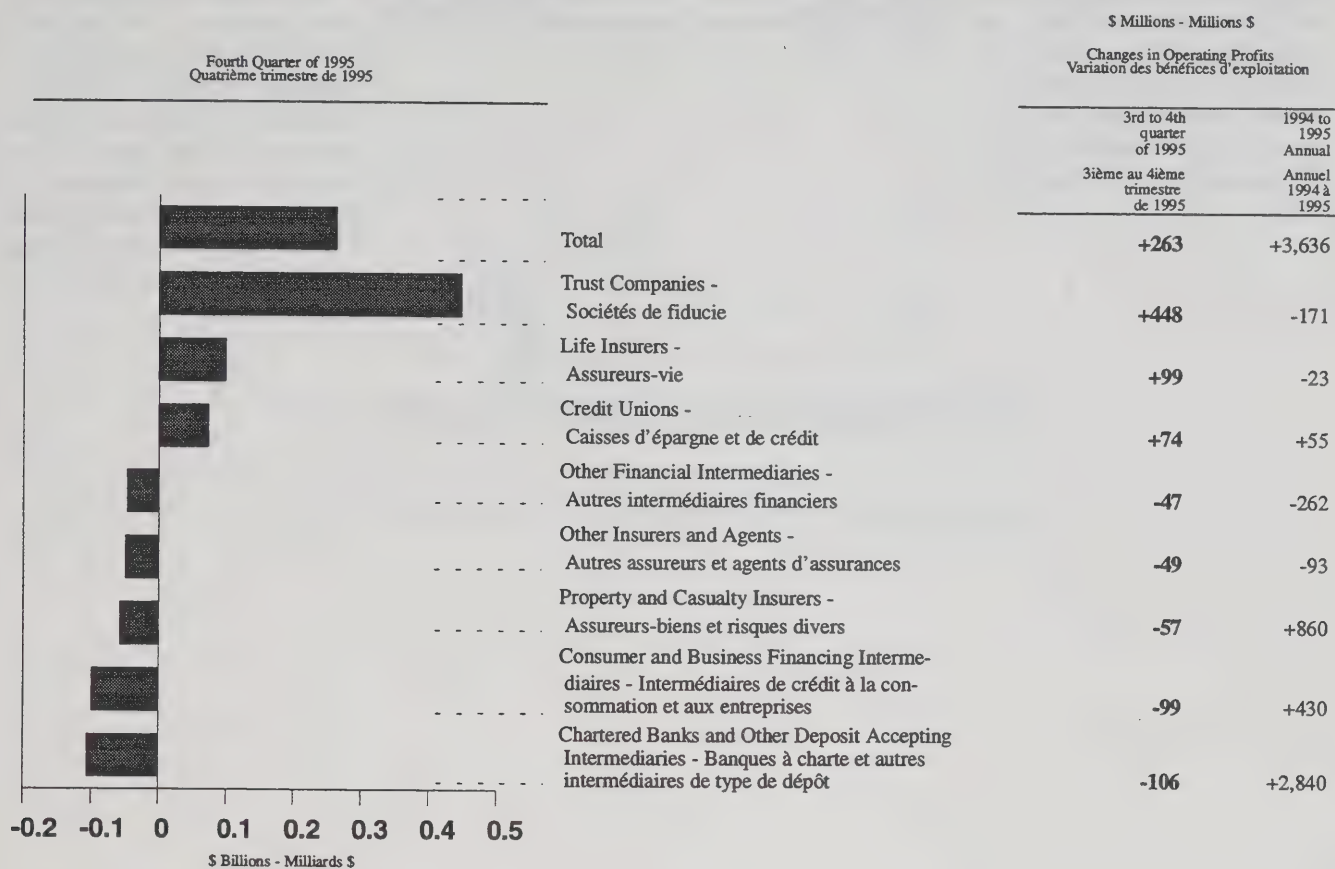 $ Millions - Millions $
Fourth Quarter of 1995
Quatrième trimestre de 1995
Changes in Operating Profits
Variation des bénéfices d'exploitation
3rd to 4th
quarter
of 1995
1994 to
1995
Annual
3ième au 4ième
trimestre
de 1995
Annuel
1994 à
1995
Total +263 +3,636
Trust Companies -
Sociétés de fiducie +448 -171
Life Insurers -
Assureurs-vie +99 -23
Credit Unions -
Caisses d'épargne et de crédit +74 +55
Other Financial Intermediaries -
Autres intermédiaires financiers -47 -262
Other Insurers and Agents -
Autres assureurs et agents d'assurances -49 -93
Property and Casualty Insurers -
Assureurs-biens et risques divers -57 +860
Consumer and Business Financing Interme-
diaires - Intermédiaires de crédit à la con-
sommation et aux entreprises -99 +430
Chartered Banks and Other Deposit Accepting
Intermediaries - Banques à charte et autres
intermédiaires de type de dépôt -106 +2,840
-0.2 -0.1 0 0.1 0.2 0.3 0.4 0.5
$ Billions - Milliards $